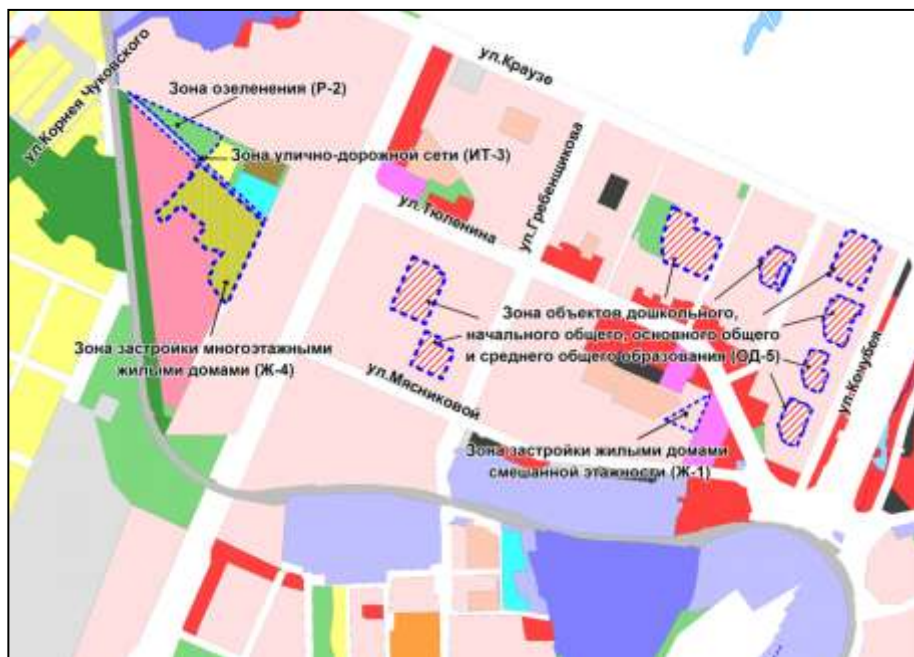 ул.Краузе
ул.Корнея Чуковского
Зона озеленения (Р-2)
Зона улично-дорожной сети (ИТ-3)
ул.Гребенщикова
ул.Тюленина
Зона объектов дошкольного,
начального общего, основного общего
и среднего общего образования (ОД-5)
Зона застройки многоэтажными
жилыми домами (Ж-4)
ул.Мясниковой
ул.Кочубея
Зона застройки жилыми домами
смешанной этажности (Ж-1)